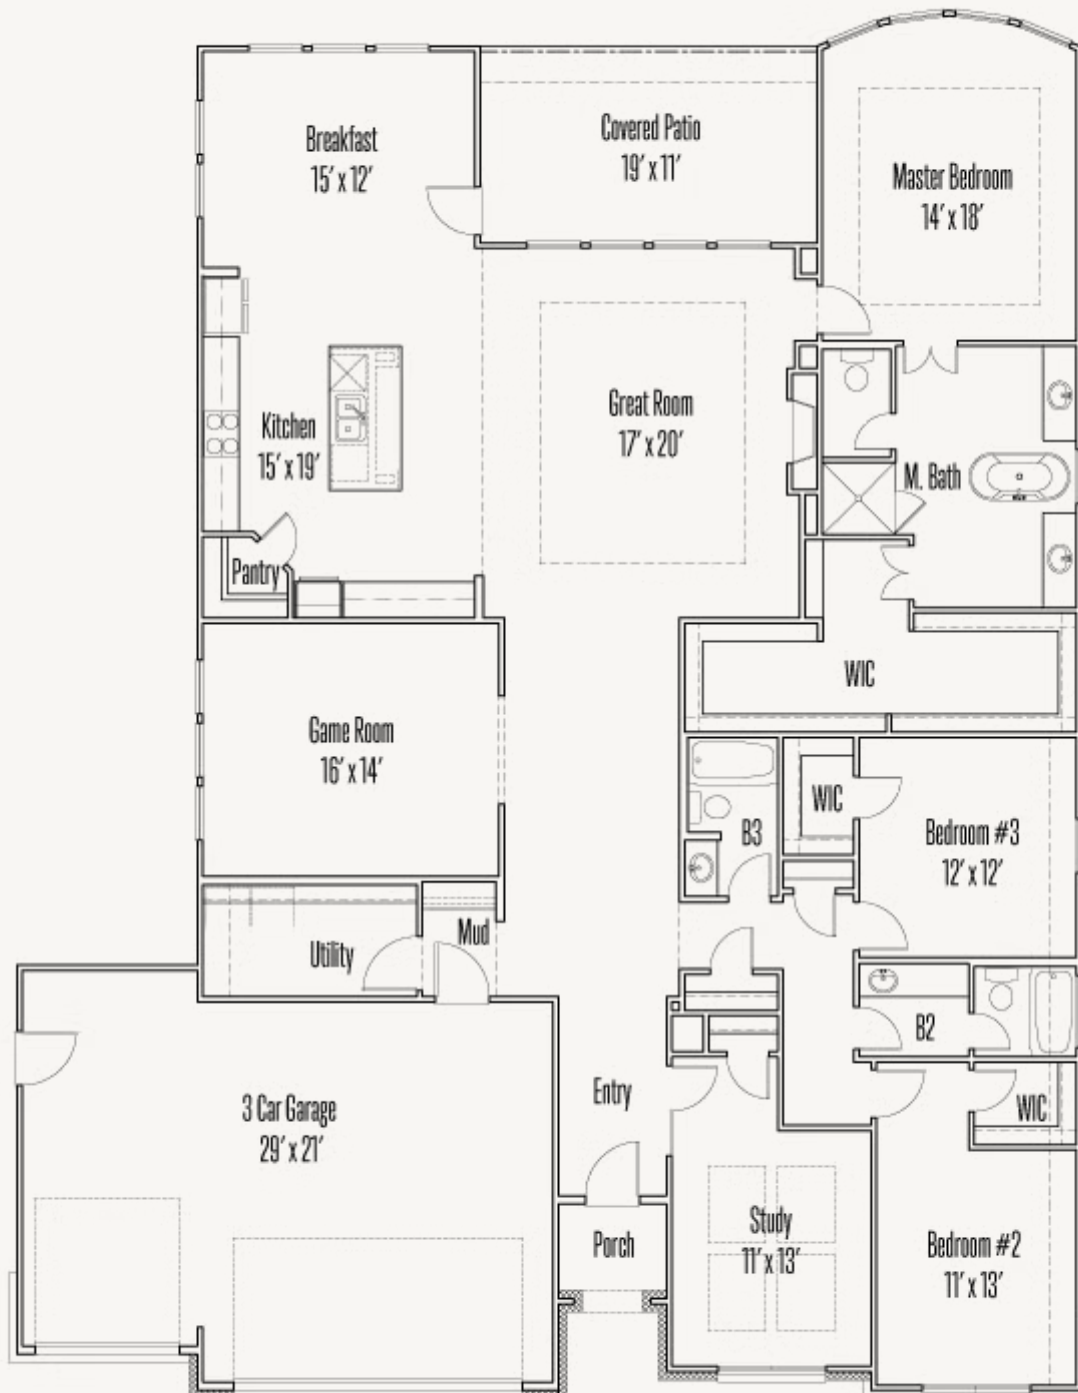 Breakfast
15' x 12'
Covered Patio
19' x 11'
Master Bedroom
14' x 18'
Kitchen
15' x 19'
Great Room
17' x 20'
M. Bath
Pantry
WIC
Game Room
16' x 14'
B3
WIC
Bedroom #3
12' x 12'
Utility
Mud
B2
WIC
Entry
3 Car Garage
29' x 21'
Porch
Study
11' x 13'
Bedroom #2
11' x 13'